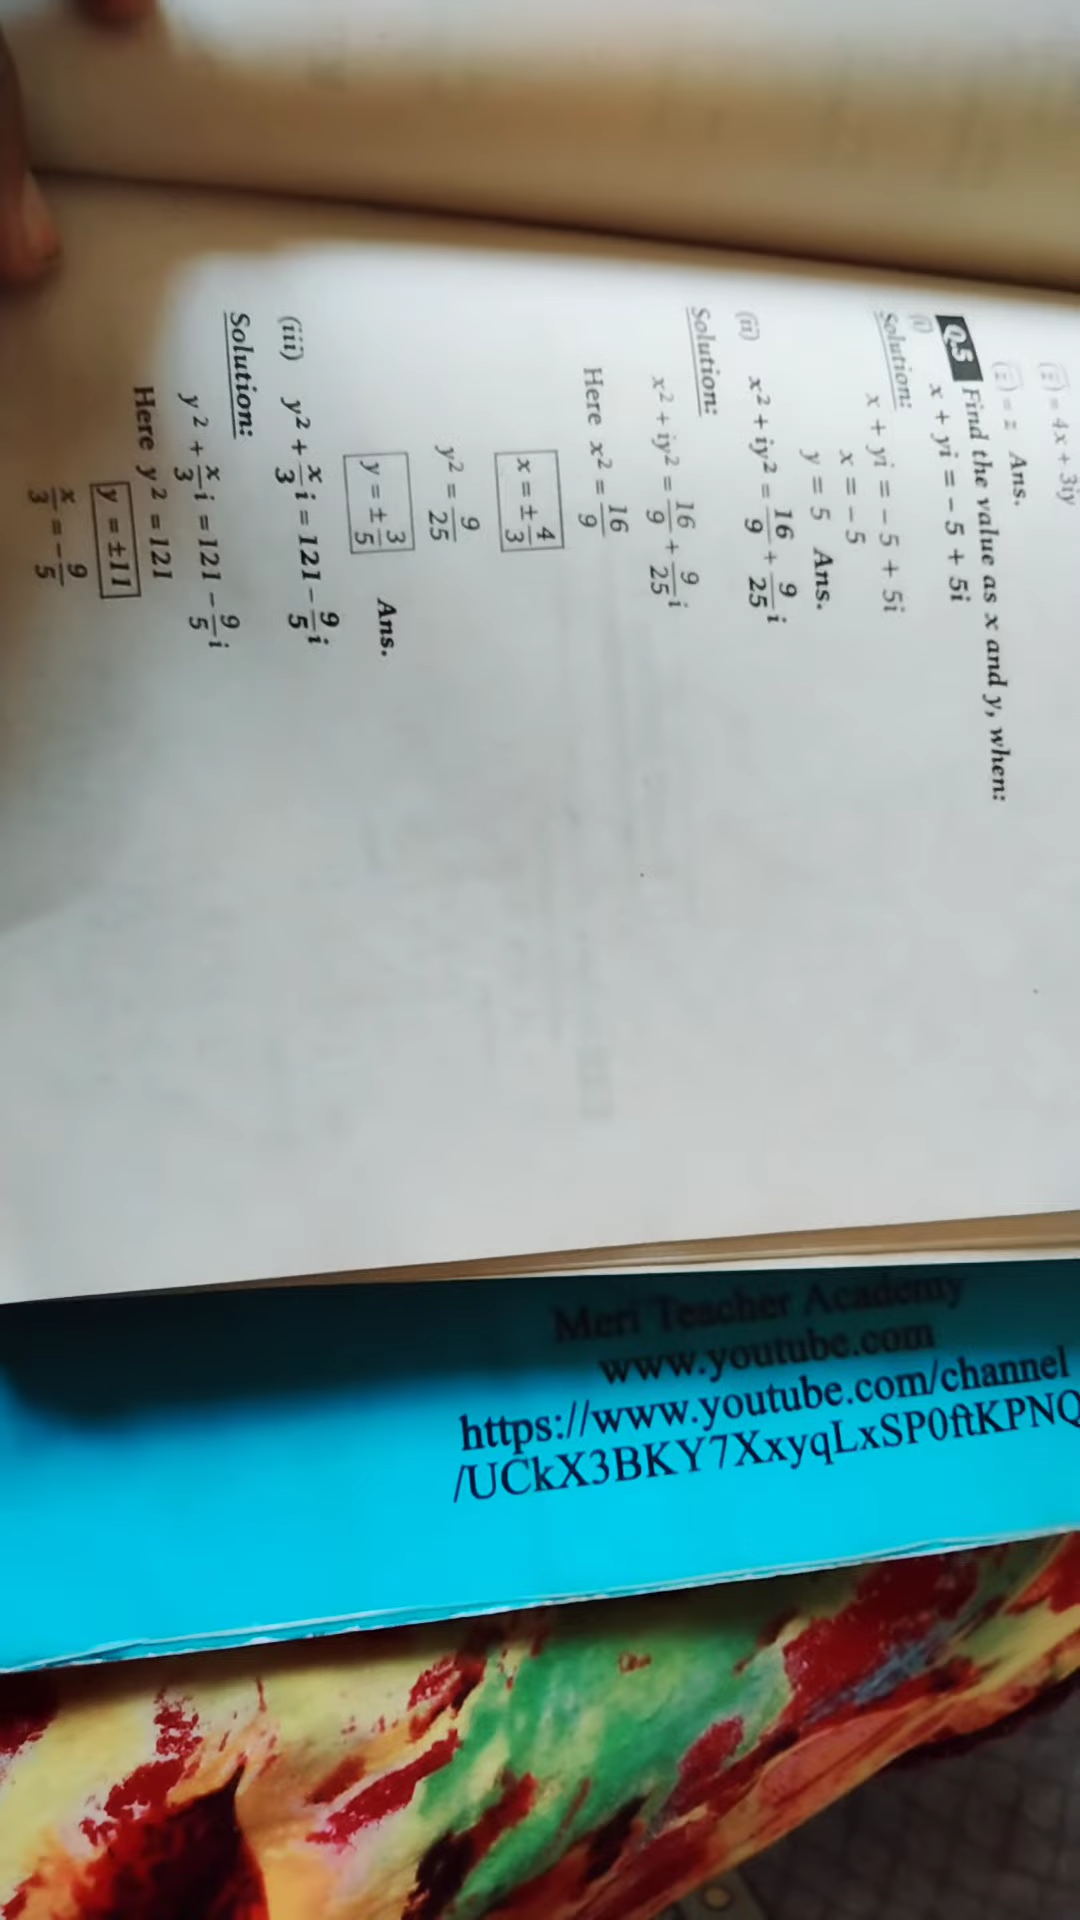 (z̄) = 4x + 3iy
(z̄) = z Ans.
Q.5 Find the value as x and y, when:
(i) x + yi = – 5 + 5i
Solution:
x + yi = – 5 + 5i
x = – 5
y = 5 Ans.
(ii) x² + iy² = 16/9 + 9/25 i
Solution:
x² + iy² = 16/9 + 9/25 i
Here x² = 16/9
x = ± 4/3
y² = 9/25
y = ± 3/5 Ans.
(iii) y² + x/3 i = 121 – 9/5 i
Solution:
y² + x/3 i = 121 – 9/5 i
Here y² = 121
y = ±11
x/3 = – 9/5
Meri Teacher Academy
www.youtube.com
https://www.youtube.com/channel
/UCkX3BKY7XxyqLxSP0ftKPNQ